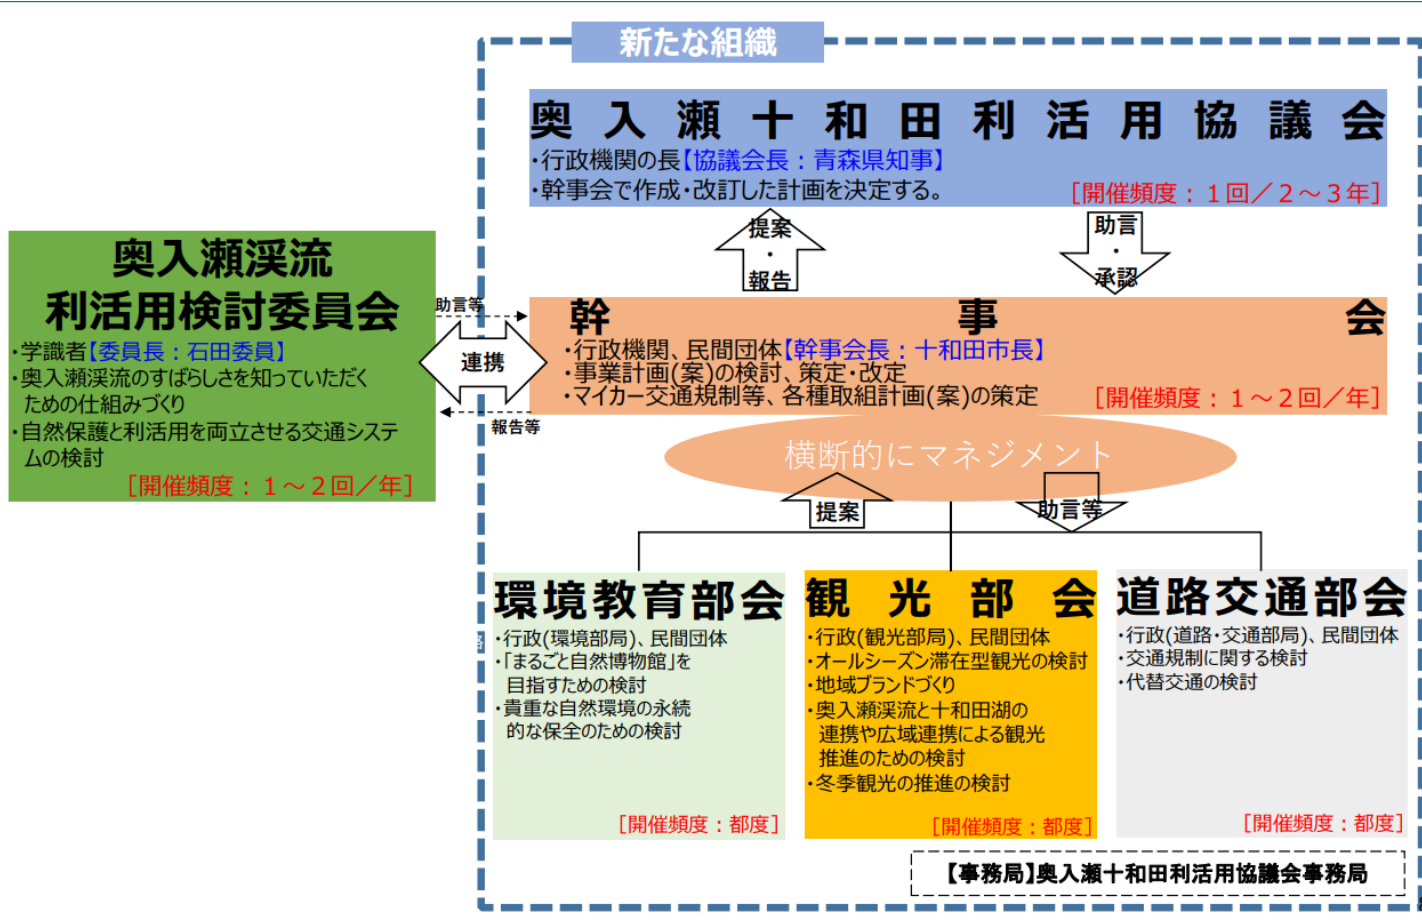 新たな組織
奥入瀬十和田利活用協議会
・行政機関の長【協議会長：青森県知事】
・幹事会で作成・改訂した計画を決定する。
［開催頻度：１回／２～３年］
提案
・
報告
助言
・
承認
奥入瀬渓流
利活用検討委員会
・学識者【委員長：石田委員】
・奥入瀬渓流のすばらしさを知っていただく
ための仕組みづくり
・自然保護と利活用を両立させる交通システ
ムの検討
［開催頻度：１～２回／年］
助言等
連携
報告等
幹事会
・行政機関、民間団体【幹事会長：十和田市長】
・事業計画(案)の検討、策定・改定
・マイカー交通規制等、各種取組計画(案)の策定
［開催頻度：１～２回／年］
横断的にマネジメント
提案
助言等
環境教育部会
・行政(環境部局)、民間団体
・「まるごと自然博物館」を
目指すための検討
・貴重な自然環境の永続
的な保全のための検討
［開催頻度：都度］
観光部会
・行政(観光部局)、民間団体
・オールシーズン滞在型観光の検討
・地域ブランドづくり
・奥入瀬渓流と十和田湖の
連携や広域連携による観光
推進のための検討
・冬季観光の推進の検討
［開催頻度：都度］
道路交通部会
・行政(道路・交通部局)、民間団体
・交通規制に関する検討
・代替交通の検討
［開催頻度：都度］
【事務局】奥入瀬十和田利活用協議会事務局